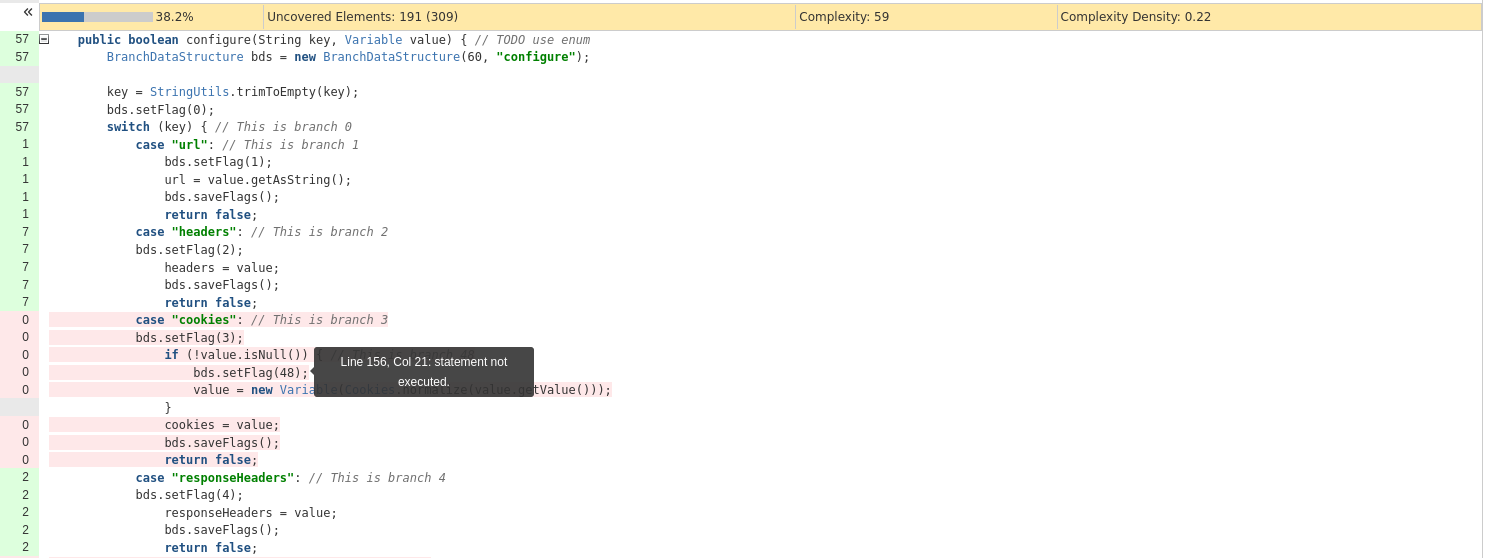 « 38.2% Uncovered Elements: 191 (309) Complexity: 59 Complexity Density: 0.22
57 public boolean configure(String key, Variable value) { // TODO use enum
57 BranchDataStructure bds = new BranchDataStructure(60, "configure");
57 key = StringUtils.trimToEmpty(key);
57 bds.setFlag(0);
57 switch (key) { // This is branch 0
1 case "url": // This is branch 1
1 bds.setFlag(1);
1 url = value.getAsString();
1 bds.saveFlags();
1 return false;
7 case "headers": // This is branch 2
7 bds.setFlag(2);
7 headers = value;
7 bds.saveFlags();
7 return false;
0 case "cookies": // This is branch 3
0 bds.setFlag(3);
0 if (!value.isNull()) {
Line 156, Col 21: statement not
0 bds.setFlag(48);
executed.
0 value = new Variable(Cookies.normalize(value.getValue()));
}
0 cookies = value;
0 bds.saveFlags();
0 return false;
2 case "responseHeaders": // This is branch 4
2 bds.setFlag(4);
2 responseHeaders = value;
2 bds.saveFlags();
2 return false;